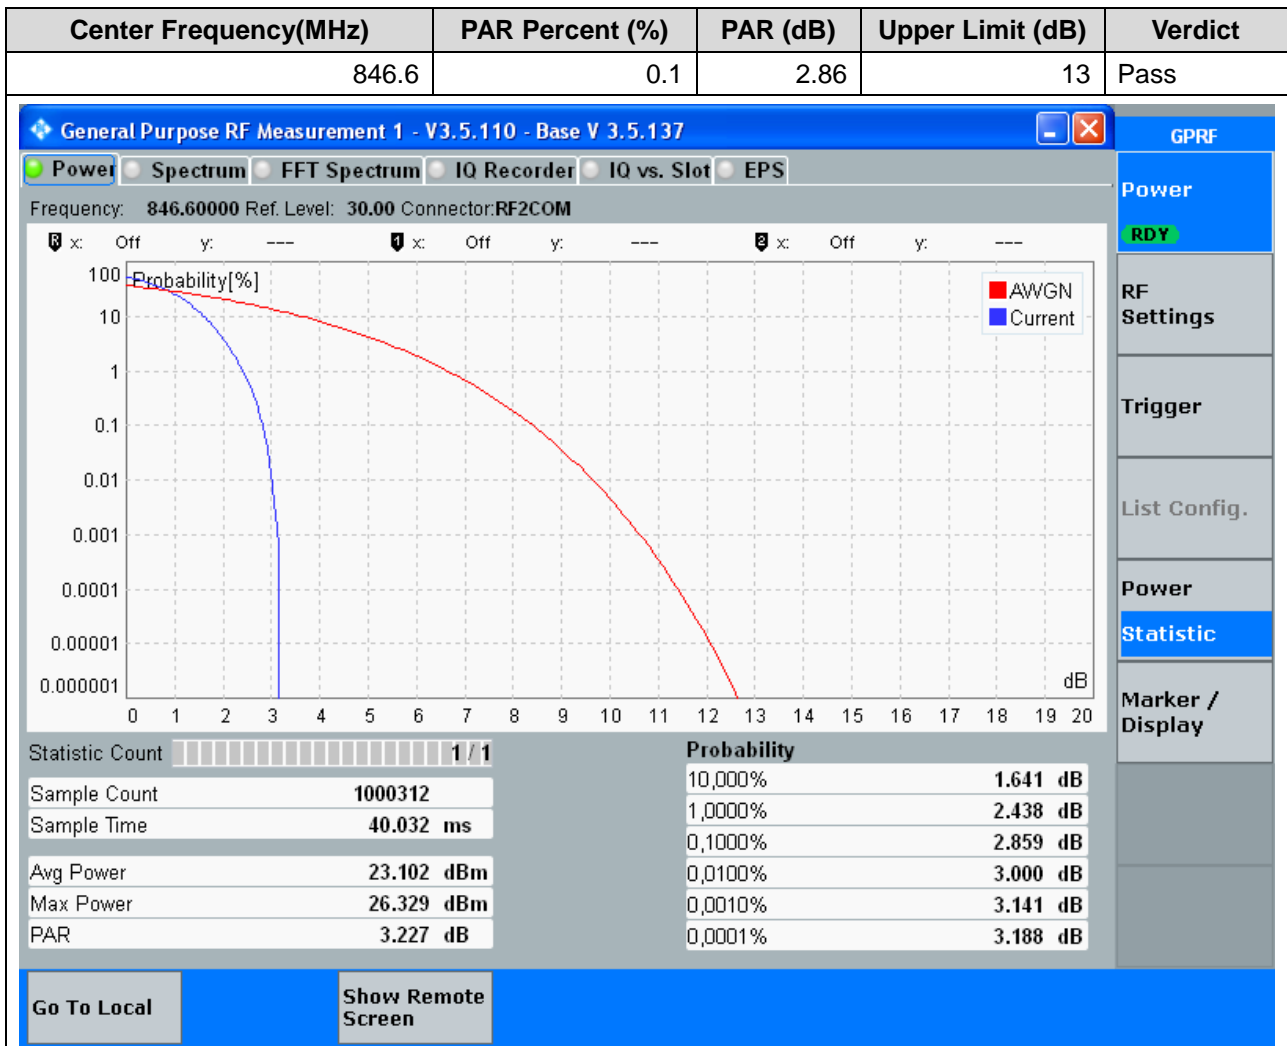 Center Frequency(MHz) PAR Percent (%) PAR (dB) Upper Limit (dB) Verdict
846.6 0.1 2.86 13 Pass
General Purpose RF Measurement 1 - V3.5.110 - Base V 3.5.137
GPRF
Power Spectrum FFT Spectrum IQ Recorder IQ vs. Slot EPS
Power
RDY
Frequency: 846.60000 Ref. Level: 30.00 Connector:RF2COM
R x: Off y: --- 1 x: Off y: --- 2 x: Off y: ---
Probability[%]
AWGN
Current
100
10
1
0.1
0.01
0.001
0.0001
0.00001
0.000001
dB
0 1 2 3 4 5 6 7 8 9 10 11 12 13 14 15 16 17 18 19 20
RF
Settings
Trigger
List Config.
Power
Statistic
Marker /
Display
Statistic Count 1 / 1
Sample Count 1000312
Sample Time 40.032 ms
Avg Power 23.102 dBm
Max Power 26.329 dBm
PAR 3.227 dB
Probability
10,000% 1.641 dB
1,0000% 2.438 dB
0,1000% 2.859 dB
0,0100% 3.000 dB
0,0010% 3.141 dB
0,0001% 3.188 dB
Go To Local
Show Remote
Screen